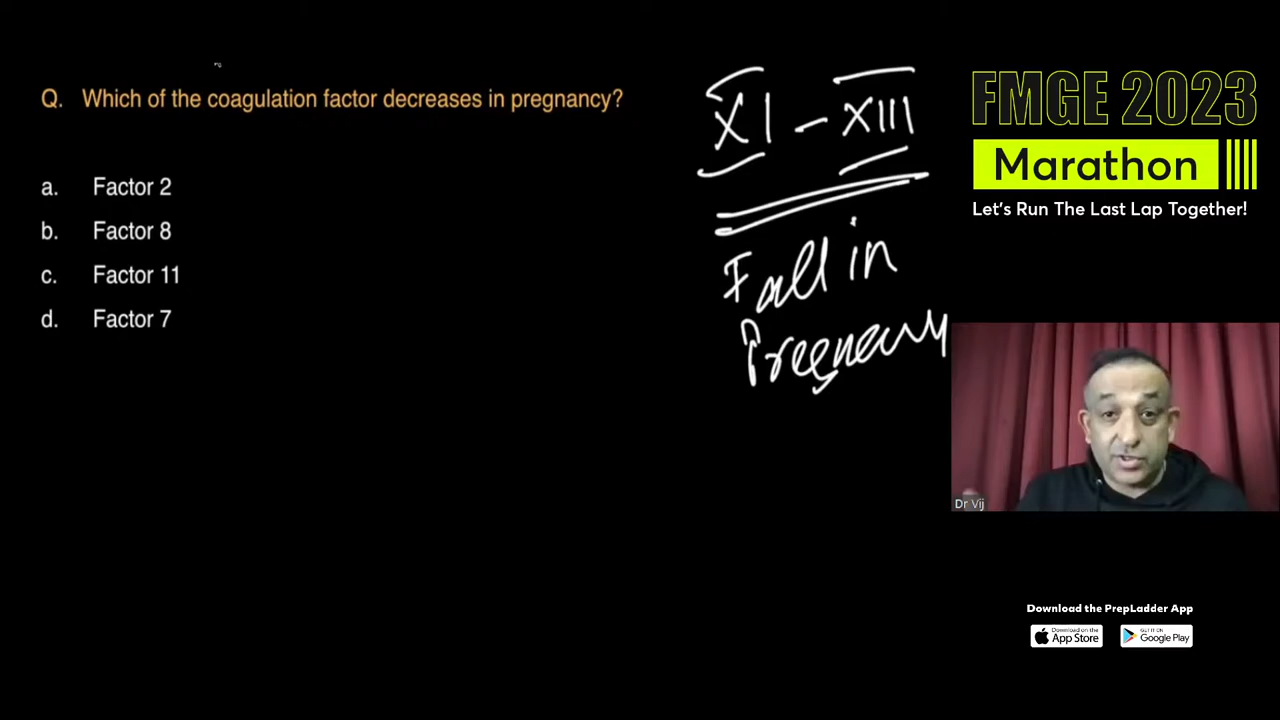 Q. Which of the coagulation factor decreases in pregnancy?
a. Factor 2
b. Factor 8
c. Factor 11
d. Factor 7
XI - XIII
Fall in
Pregnancy
FMGE 2023
Marathon
Let's Run The Last Lap Together!
Dr Vij
Download the PrepLadder App
Download on the
App Store
GET IT ON
Google Play